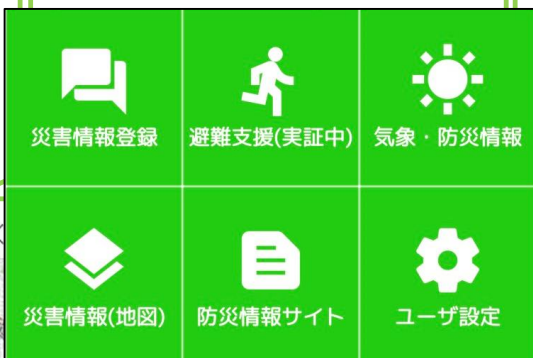 災害情報登録
避難支援(実証中)
気象・防災情報
災害情報(地図)
防災情報サイト
ユーザ設定